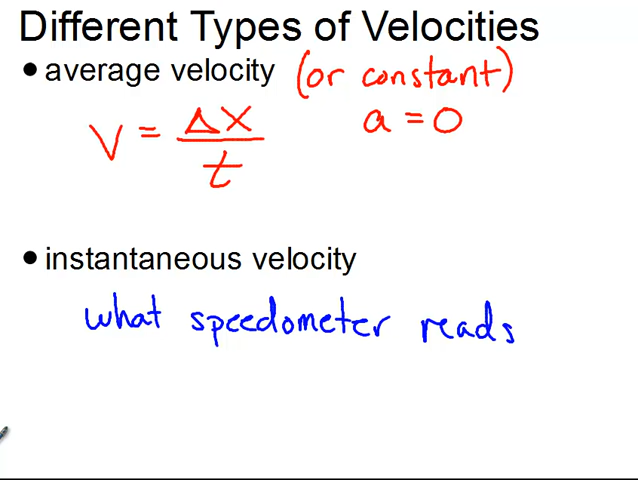 Different Types of Velocities
• average velocity (or constant)
V = ΔX / t
a = 0
• instantaneous velocity
what speedometer reads